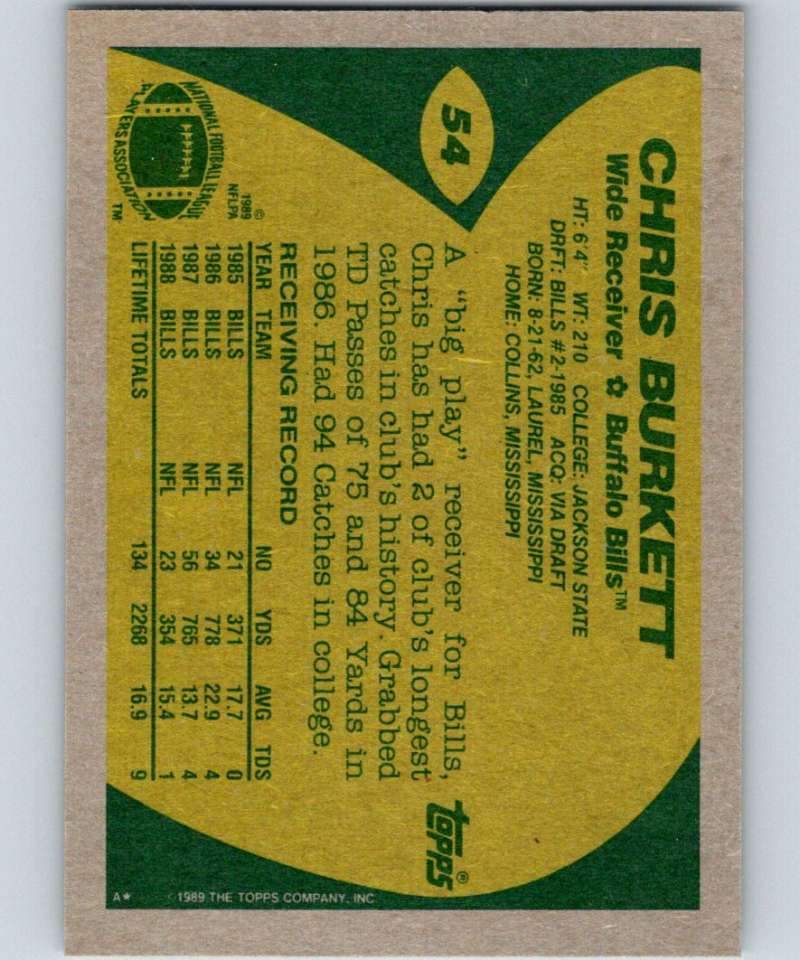 54
CHRIS BURKETT
Wide Receiver ✿ Buffalo Bills™
HT: 6'4" WT: 210 COLLEGE: JACKSON STATE
DRFT: BILLS #2-1985 ACQ: VIA DRAFT
BORN: 8-21-62, LAUREL, MISSISSIPPI
HOME: COLLINS, MISSISSIPPI
A "big play" receiver for Bills,
Chris has had 2 of club's longest
catches in club's history. Grabbed
TD Passes of 75 and 84 Yards in
1986. Had 94 Catches in college.
topps®
RECEIVING RECORD
YEAR TEAM NO YDS AVG TDS
1985 BILLS NFL 21 371 17.7 0
1986 BILLS NFL 34 778 22.9 4
1987 BILLS NFL 56 765 13.7 4
1988 BILLS NFL 23 354 15.4 1
LIFETIME TOTALS 134 2268 16.9 9
NATIONAL FOOTBALL LEAGUE
PLAYERS ASSOCIATION
™
©
1989
NFLPA
A★ 1989 THE TOPPS COMPANY, INC